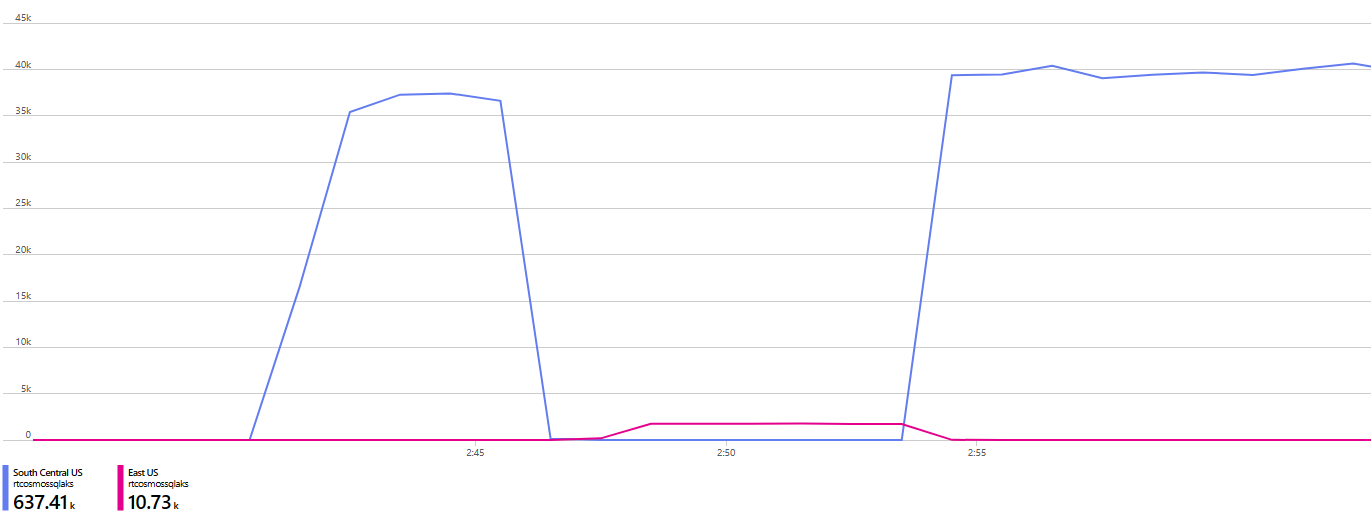 45k
40k
35k
30k
25k
20k
15k
10k
5k
0
2:45 2:50 2:55
South Central US East US
rtcosmossqlaks rtcosmossqlaks
637.41 k 10.73 k